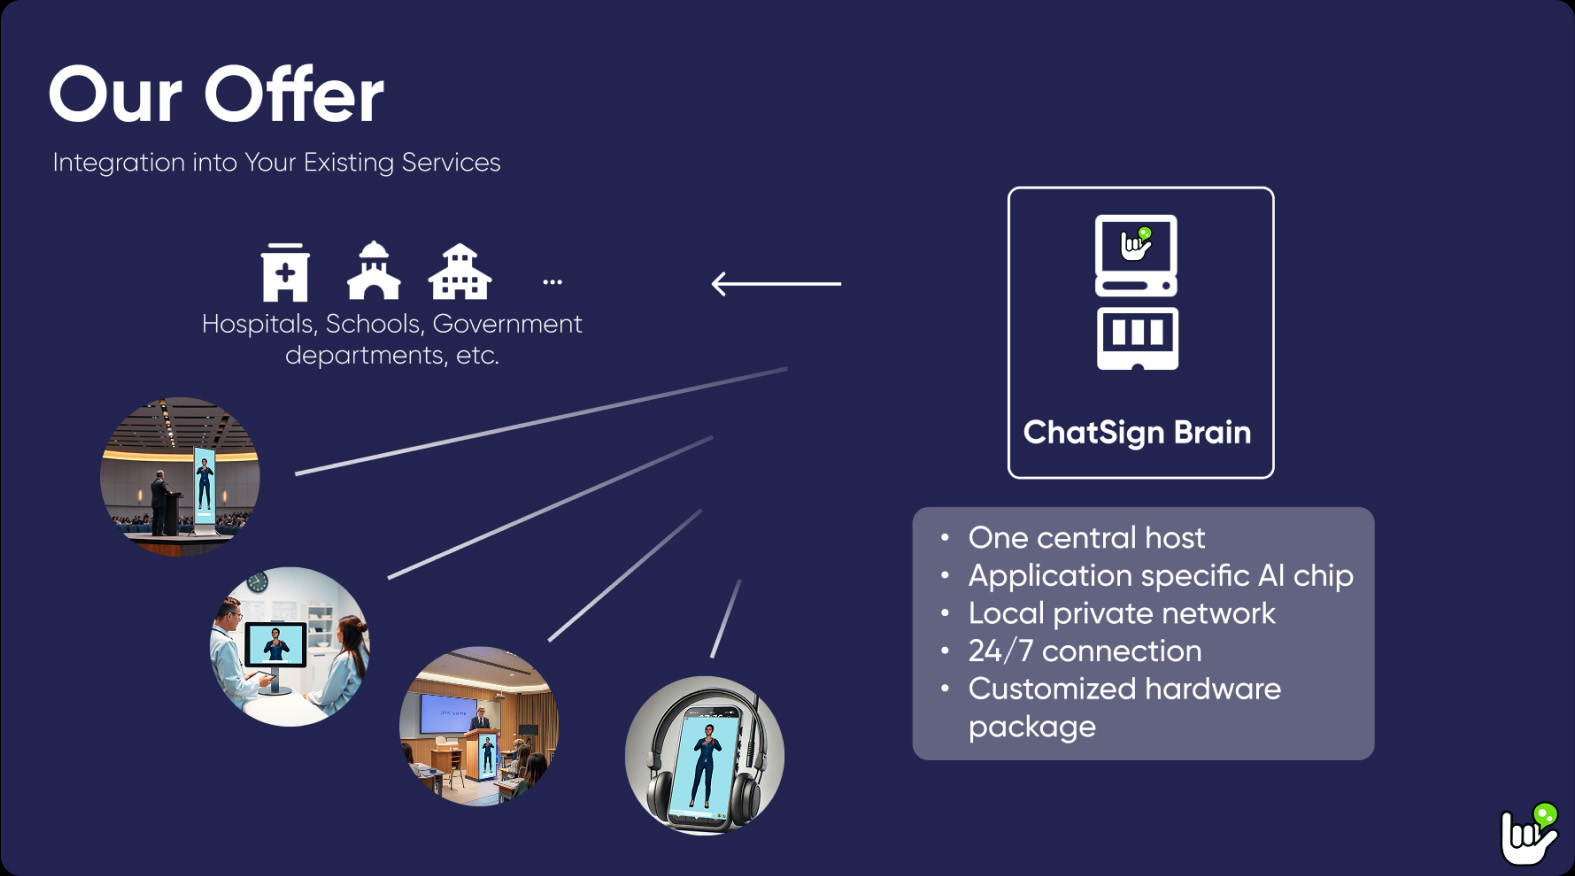 Our Offer
Integration into Your Existing Services
...
Hospitals, Schools, Government
departments, etc.
ChatSign Brain
• One central host
• Application specific AI chip
• Local private network
• 24/7 connection
• Customized hardware
package